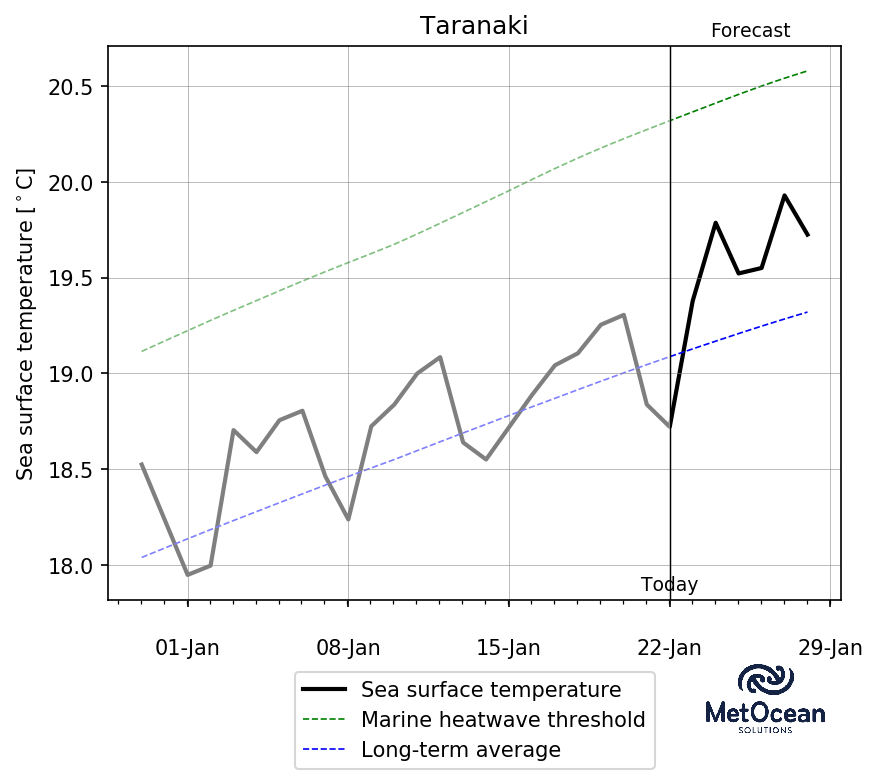 Taranaki
Forecast
Sea surface temperature [°C]
20.5
20.0
19.5
19.0
18.5
18.0
Today
01-Jan 08-Jan 15-Jan 22-Jan 29-Jan
Sea surface temperature
Marine heatwave threshold
Long-term average
MetOcean
SOLUTIONS